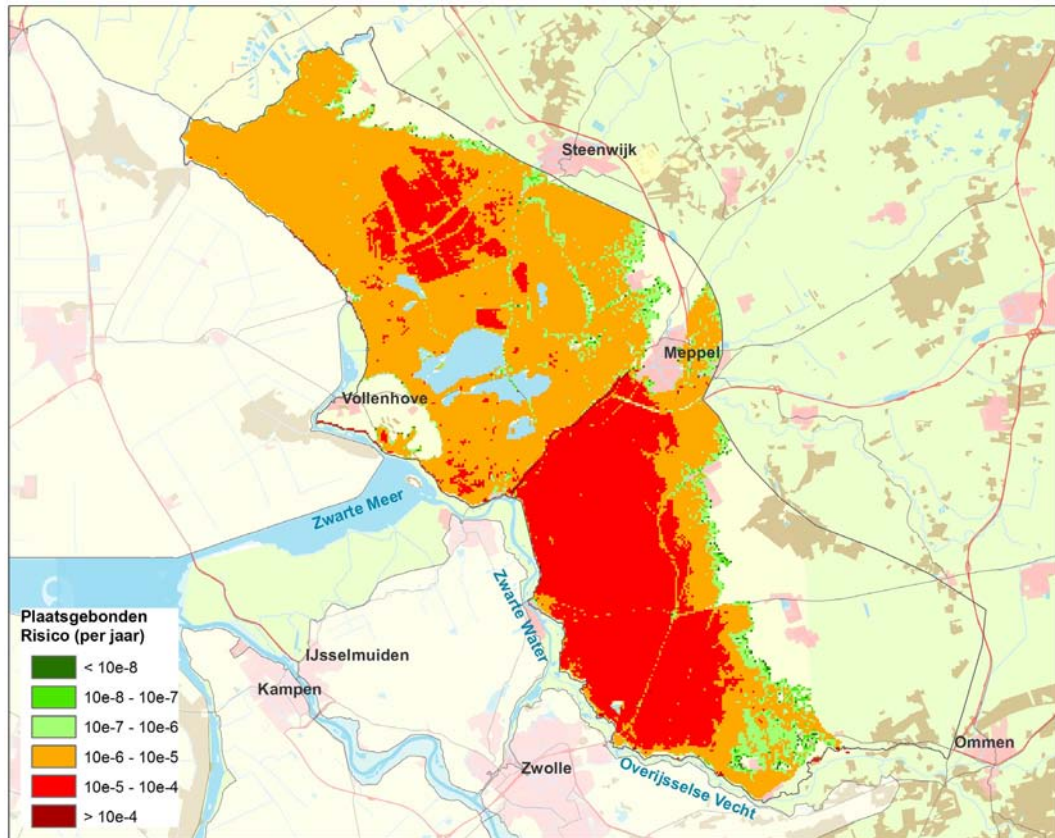 Steenwijk
Meppel
Vollenhove
Zwarte Meer
Zwarte Water
IJsselmuiden
Kampen
Zwolle
Overijsselse Vecht
Ommen
Plaatsgebonden
Risico (per jaar)
< 10e-8
10e-8 - 10e-7
10e-7 - 10e-6
10e-6 - 10e-5
10e-5 - 10e-4
> 10e-4